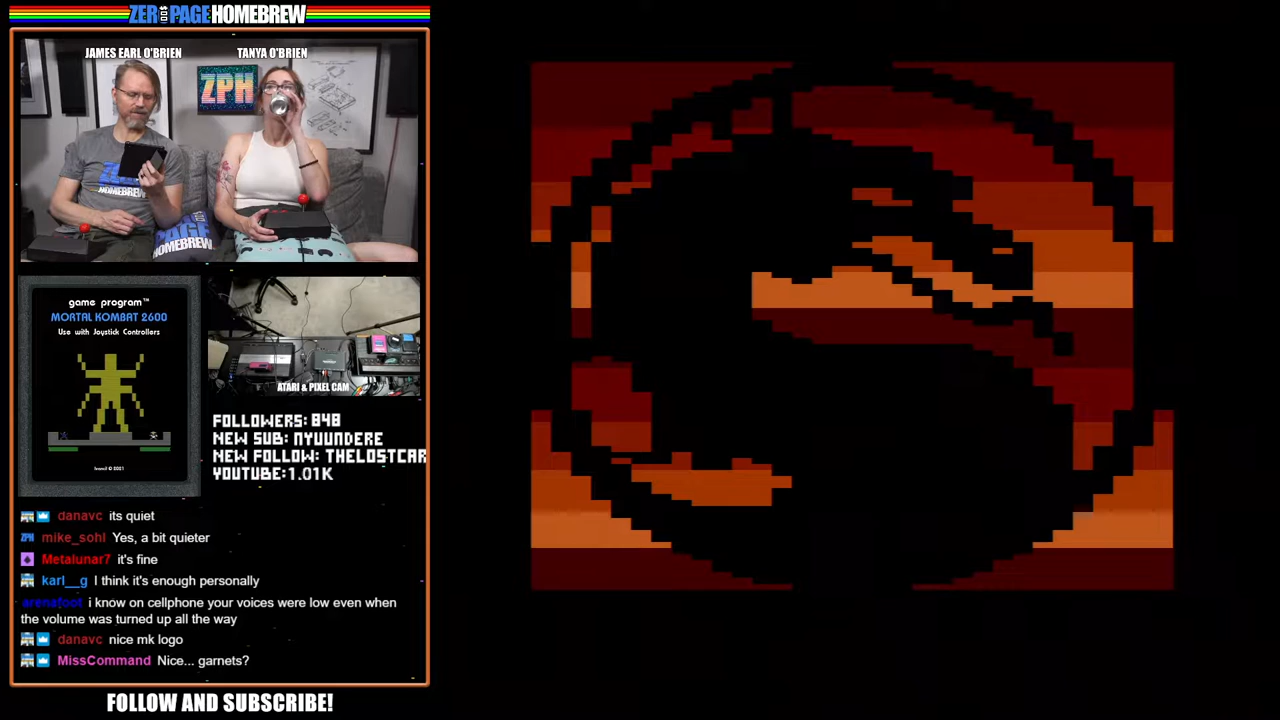 ZER PAGE HOMEBREW
JAMES EARL O'BRIEN
TANYA O'BRIEN
ZPH
HOMEBREW
HOMEBREW
game program™
MORTAL KOMBAT 2600
Use with Joystick Controllers
ATARI & PIXEL CAM
FOLLOWERS: 848
NEW SUB: NYUUNDERE
NEW FOLLOW: THELOSTCAR
YOUTUBE:1.01K
danavc its quiet
mike_sohl Yes, a bit quieter
Metalunar7 it's fine
karl__g I think it's enough personally
arenafoot i know on cellphone your voices were low even when
the volume was turned up all the way
danavc nice mk logo
MissCommand Nice... garnets?
FOLLOW AND SUBSCRIBE!